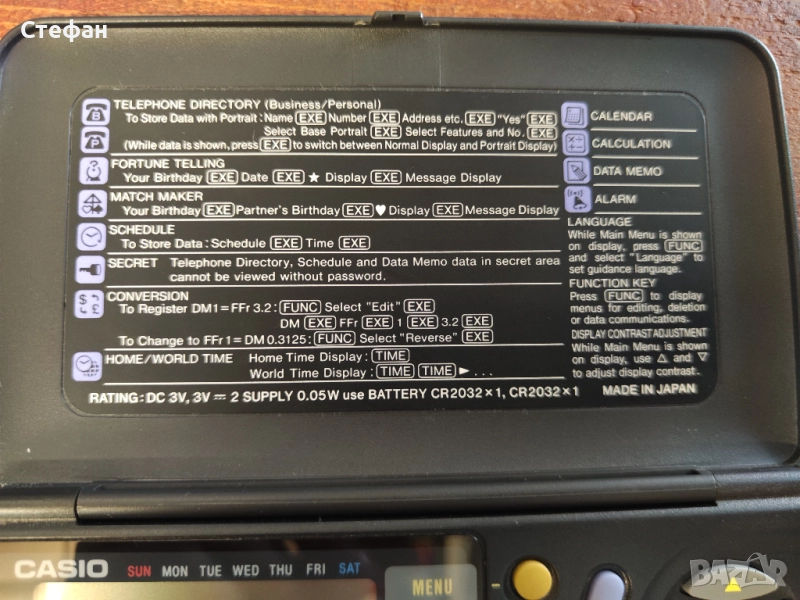 Стефан
TELEPHONE DIRECTORY (Business/Personal)
To Store Data with Portrait : Name EXE Number EXE Address etc. EXE "Yes" EXE
Select Base Portrait EXE Select Features and No. EXE
(While data is shown, press EXE to switch between Normal Display and Portrait Display)
FORTUNE TELLING
Your Birthday EXE Date EXE ★ Display EXE Message Display
MATCH MAKER
Your Birthday EXE Partner's Birthday EXE ♥ Display EXE Message Display
SCHEDULE
To Store Data : Schedule EXE Time EXE
SECRET Telephone Directory, Schedule and Data Memo data in secret area
cannot be viewed without password.
CONVERSION
To Register DM1=FFr 3.2 : FUNC Select "Edit" EXE
DM EXE FFr EXE 1 EXE 3.2 EXE
To Change to FFr 1=DM 0.3125 : FUNC Select "Reverse" EXE
HOME/WORLD TIME Home Time Display : TIME
World Time Display : TIME TIME ► . . .
CALENDAR
CALCULATION
DATA MEMO
ALARM
LANGUAGE
While Main Menu is shown
on display, press FUNC
and select "Language" to
set guidance language.
FUNCTION KEY
Press FUNC to display
menus for editing, deletion
or data communications.
DISPLAY CONTRAST ADJUSTMENT
While Main Menu is shown
on display, use △ and ▽
to adjust display contrast.
RATING : DC 3V, 3V ⎓ 2 SUPPLY 0.05W use BATTERY CR2032×1, CR2032×1 MADE IN JAPAN
CASIO SUN MON TUE WED THU FRI SAT MENU
BAZAR